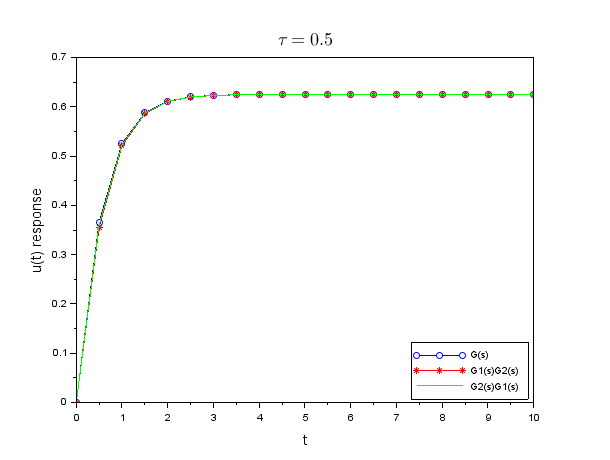 τ = 0.5
0.7
0.6
0.5
0.4
0.3
0.2
0.1
0
u(t) response
0 1 2 3 4 5 6 7 8 9 10
t
G(s)
G1(s)G2(s)
G2(s)G1(s)